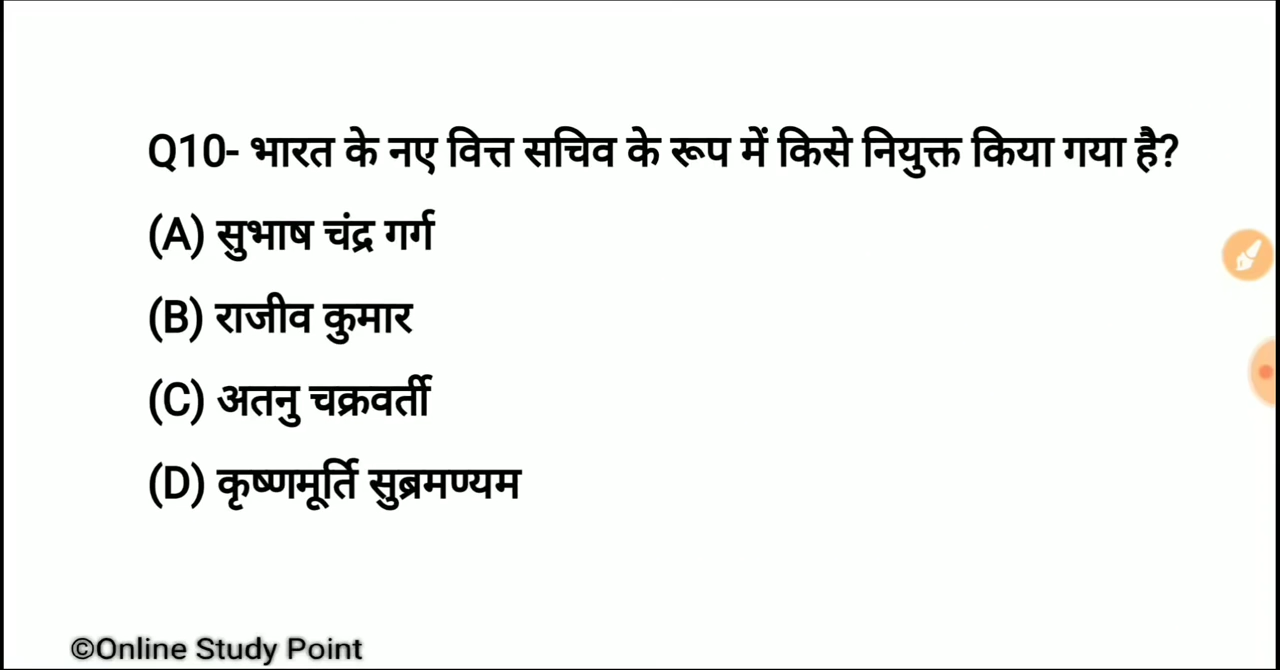 Q10- भारत के नए वित्त सचिव के रूप में किसे नियुक्त किया गया है?
(A) सुभाष चंद्र गर्ग
(B) राजीव कुमार
(C) अतनु चक्रवर्ती
(D) कृष्णमूर्ति सुब्रमण्यम
©Online Study Point